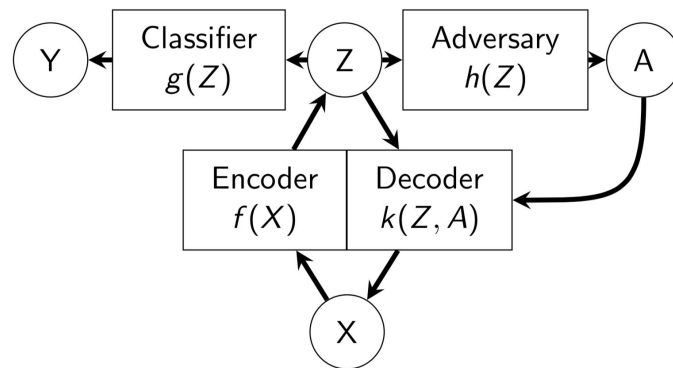 Y
Classifier
g(Z)
Z
Adversary
h(Z)
A
Encoder
f(X)
Decoder
k(Z, A)
X